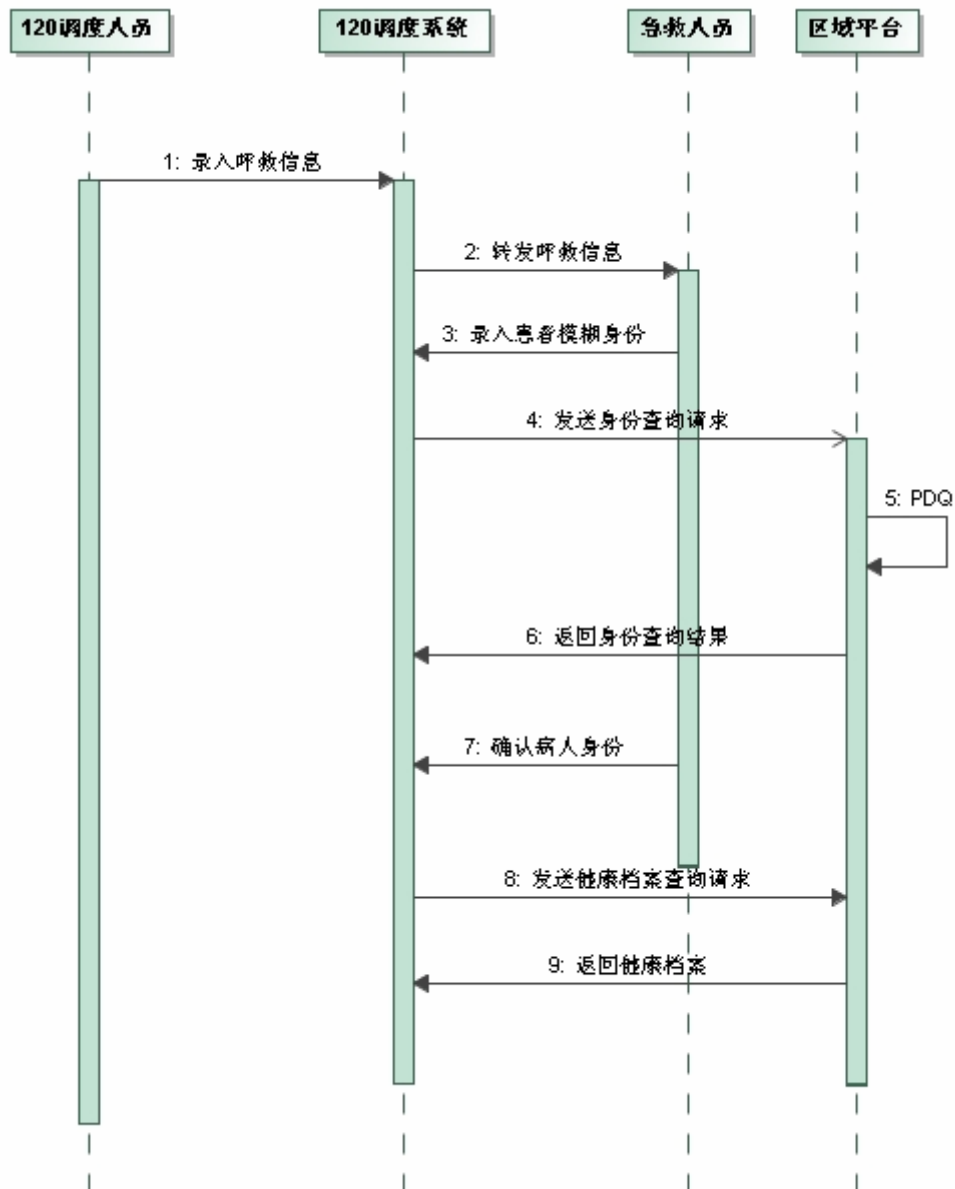 120调度人员
120调度系统
急救人员
区域平台
1: 录入呼救信息
2: 转发呼救信息
3: 录入患者模糊身份
4: 发送身份查询请求
5: PDQ
6: 返回身份查询结果
7: 确认病人身份
8: 发送健康档案查询请求
9: 返回健康档案